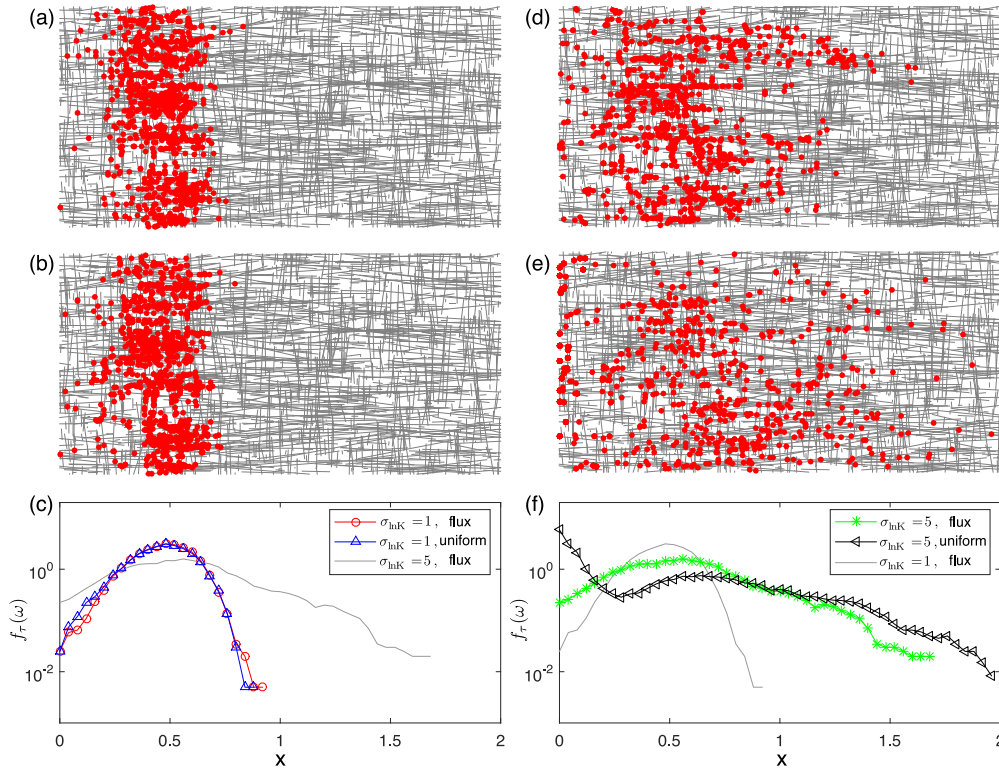 (a)
(d)
(b)
(e)
(c)
σlnK = 1, flux
σlnK = 1, uniform
σlnK = 5, flux
fτ(ω)
10^0
10^-2
0
0.5
1
1.5
2
x
(f)
σlnK = 5, flux
σlnK = 5, uniform
σlnK = 1, flux
fτ(ω)
10^0
10^-2
0
0.5
1
1.5
2
x